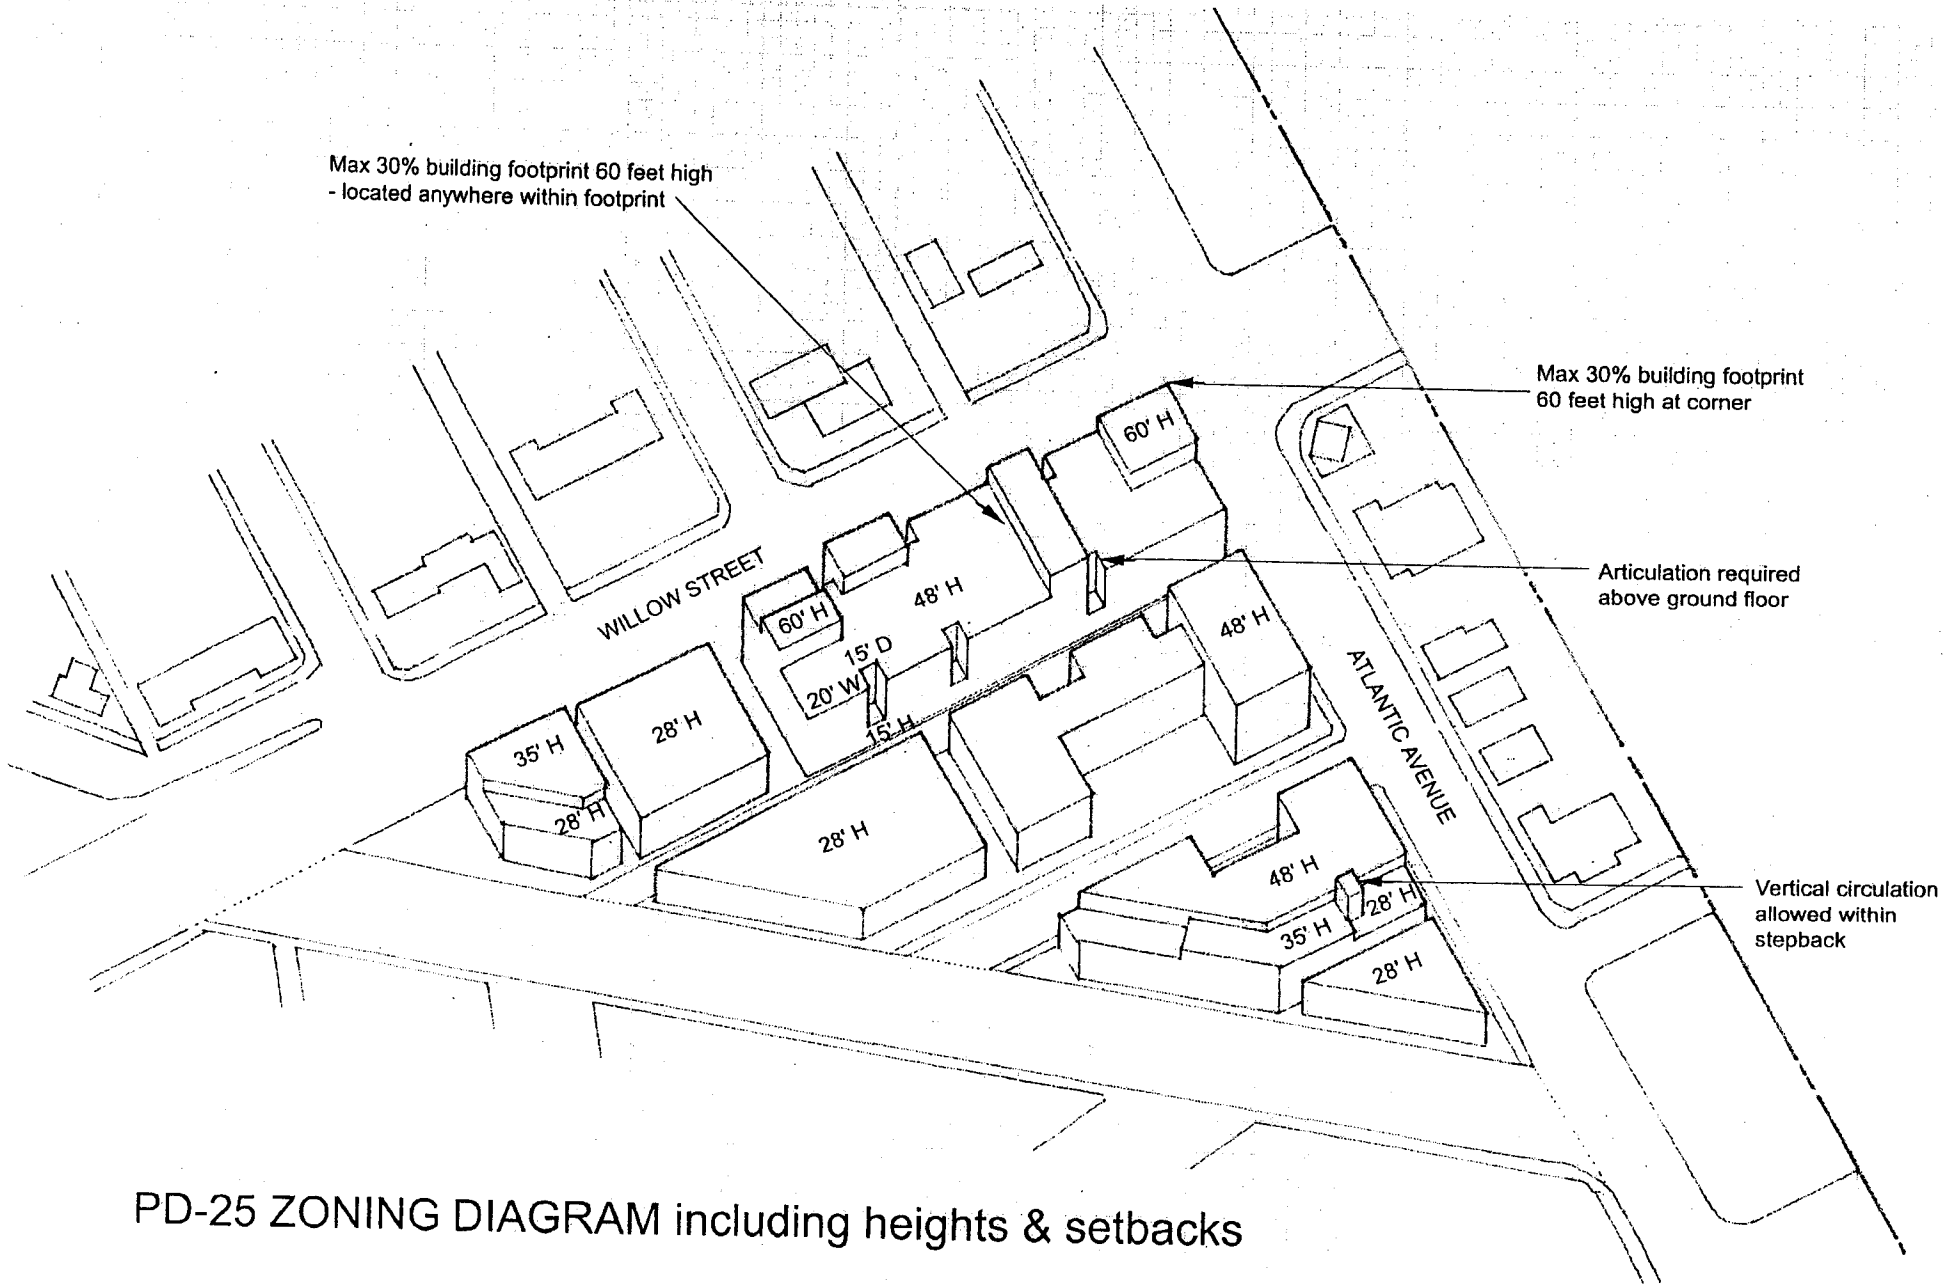 Max 30% building footprint 60 feet high
- located anywhere within footprint
Max 30% building footprint
60 feet high at corner
60' H
WILLOW STREET
Articulation required
above ground floor
48' H
60' H
48' H
15' D
20' W
15' H
ATLANTIC AVENUE
35' H
28' H
28' H
28' H
48' H
Vertical circulation
allowed within
stepback
28' H
35' H
28' H
PD-25 ZONING DIAGRAM including heights & setbacks